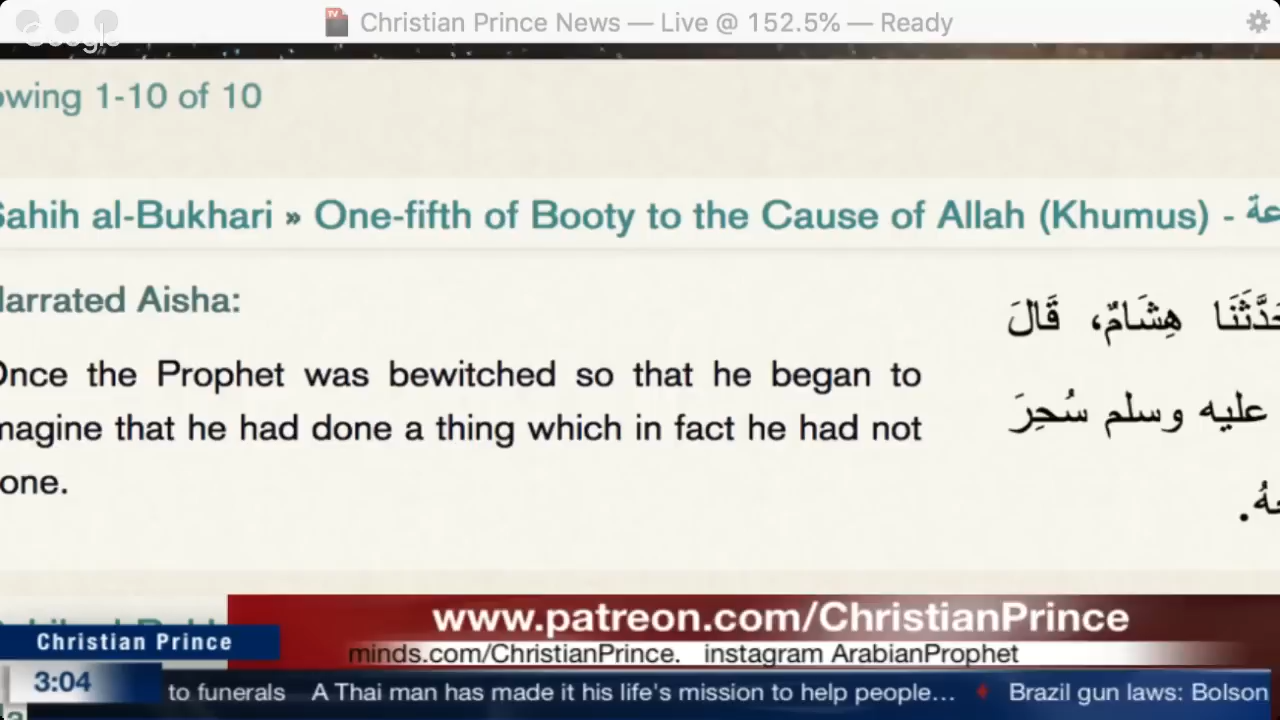 Christian Prince News — Live @ 152.5% — Ready
Google
owing 1-10 of 10
Sahih al-Bukhari » One-fifth of Booty to the Cause of Allah (Khumus) -
arrated Aisha:
Once the Prophet was bewitched so that he began to
magine that he had done a thing which in fact he had not
one.
هِشَامٌ، قَالَ
عليه وسلم سُحِرَ
www.patreon.com/ChristianPrince
minds.com/ChristianPrince. instagram ArabianProphet
Christian Prince
3:04
to funerals A Thai man has made it his life's mission to help people... Brazil gun laws: Bolson